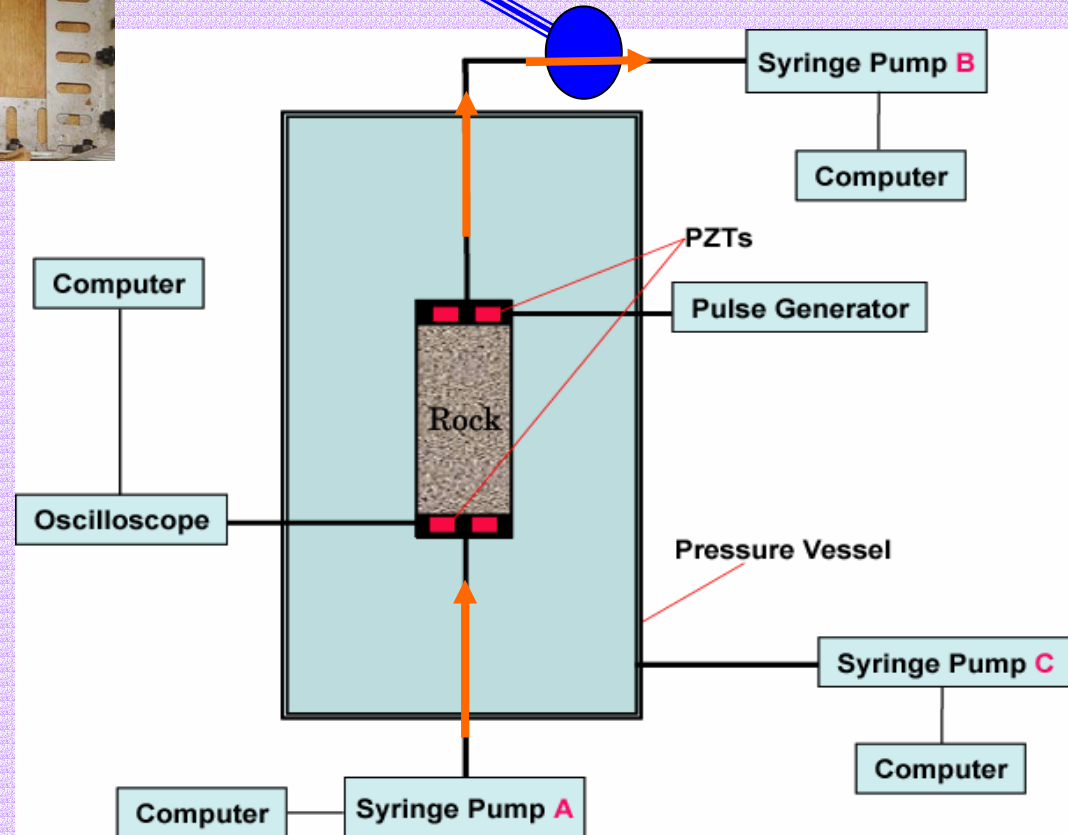 Syringe Pump B
Computer
PZTs
Computer
Pulse Generator
Rock
Oscilloscope
Pressure Vessel
Syringe Pump C
Computer
Syringe Pump A
Computer